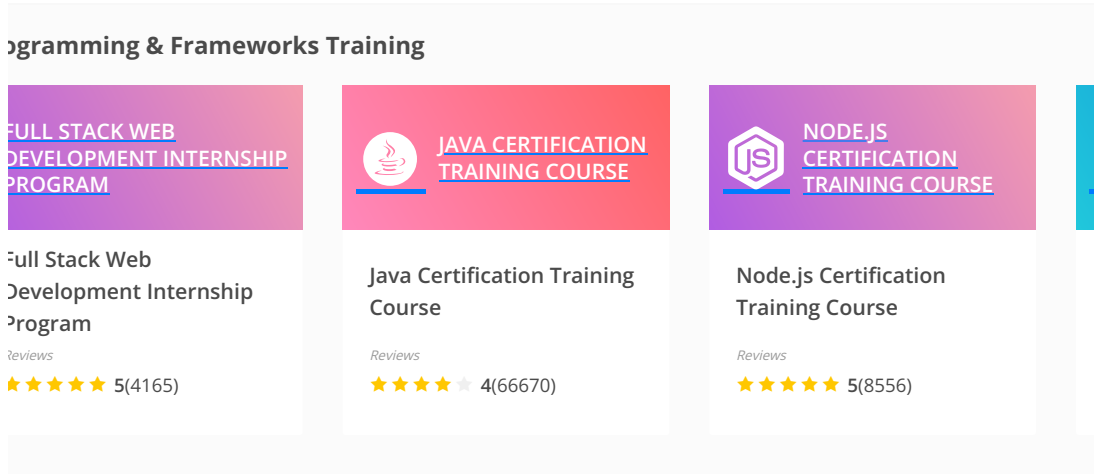 ogramming & Frameworks Training
FULL STACK WEB
DEVELOPMENT INTERNSHIP
PROGRAM
JAVA CERTIFICATION
TRAINING COURSE
NODE.JS
CERTIFICATION
TRAINING COURSE
JS
Full Stack Web
Development Internship
Program
Reviews
5(4165)
Java Certification Training
Course
Reviews
4(66670)
Node.js Certification
Training Course
Reviews
5(8556)